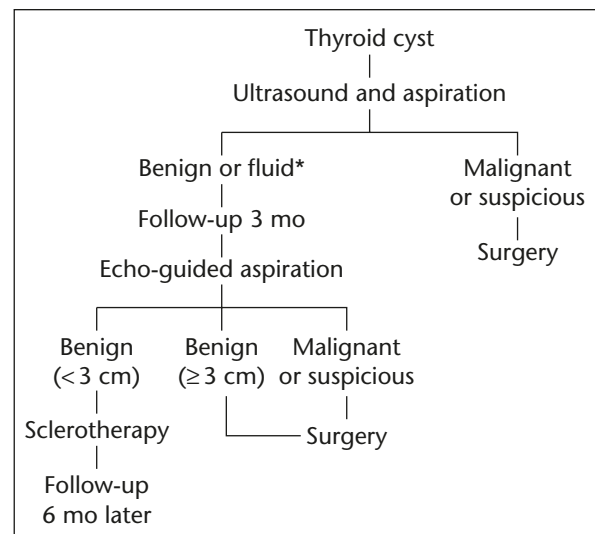 Thyroid cyst
Ultrasound and aspiration
Benign or fluid*
Malignant
or suspicious
Follow-up 3 mo
Surgery
Echo-guided aspiration
Benign
(< 3 cm)
Benign
(≥ 3 cm)
Malignant
or suspicious
Sclerotherapy
Surgery
Follow-up
6 mo later